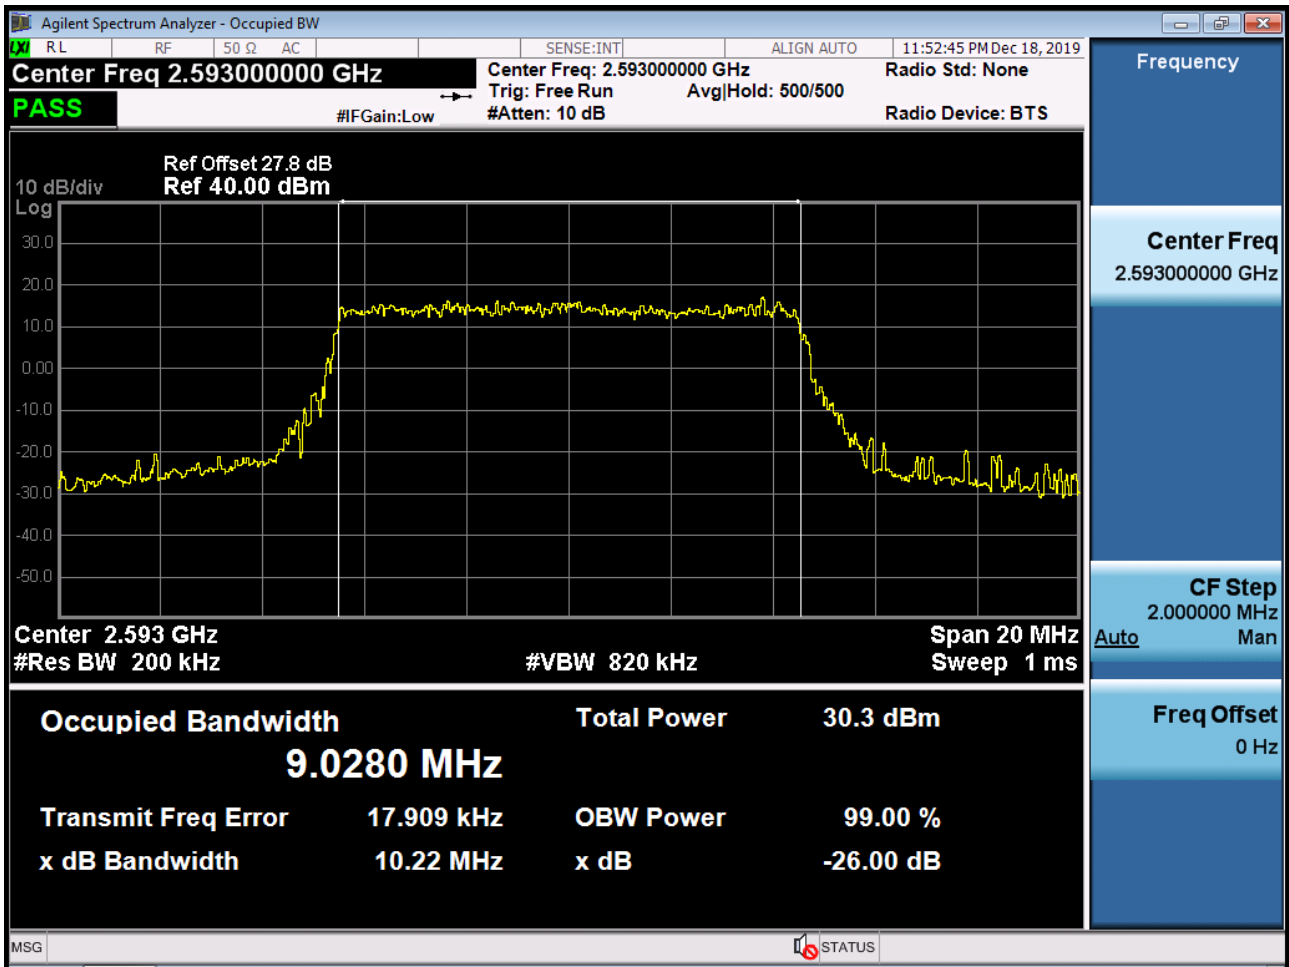 Agilent Spectrum Analyzer - Occupied BW
LXI RL RF 50 Ω AC SENSE:INT ALIGN AUTO 11:52:45 PM Dec 18, 2019
Center Freq 2.593000000 GHz
Center Freq: 2.593000000 GHz
Radio Std: None
Trig: Free Run Avg|Hold: 500/500
PASS
#IFGain:Low
#Atten: 10 dB
Radio Device: BTS
Ref Offset 27.8 dB
10 dB/div Ref 40.00 dBm
Log
30.0
20.0
10.0
0.00
-10.0
-20.0
-30.0
-40.0
-50.0
Center 2.593 GHz Span 20 MHz
#Res BW 200 kHz #VBW 820 kHz Sweep 1 ms
Occupied Bandwidth Total Power 30.3 dBm
9.0280 MHz
Transmit Freq Error 17.909 kHz OBW Power 99.00 %
x dB Bandwidth 10.22 MHz x dB -26.00 dB
Frequency
Center Freq
2.593000000 GHz
CF Step
2.000000 MHz
Auto Man
Freq Offset
0 Hz
MSG STATUS